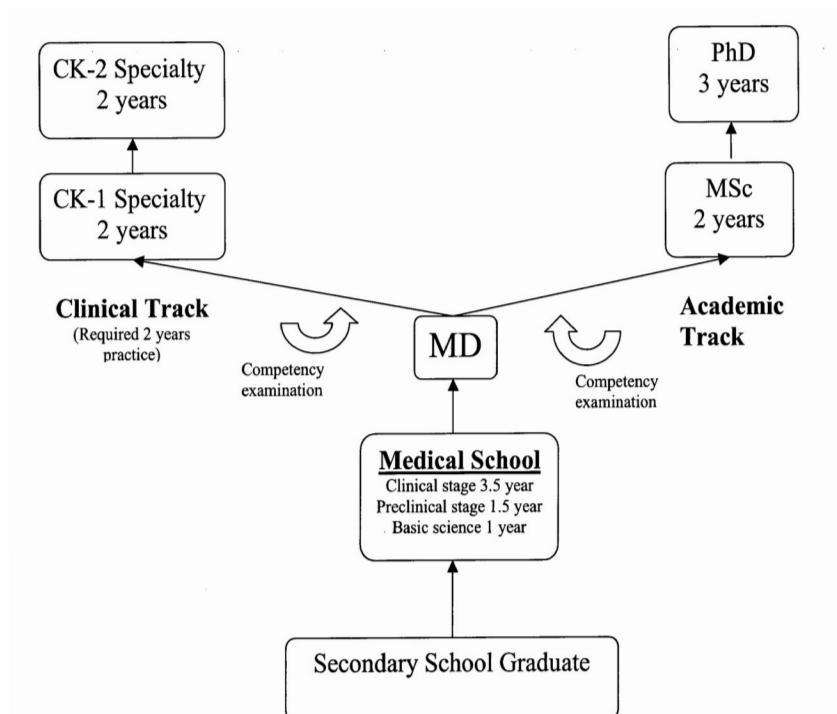 CK-2 Specialty
2 years
PhD
3 years
CK-1 Specialty
2 years
MSc
2 years
Clinical Track
(Required 2 years
practice)
Academic
Track
MD
Competency
examination
Competency
examination
Medical School
Clinical stage 3.5 year
Preclinical stage 1.5 year
Basic science 1 year
Secondary School Graduate